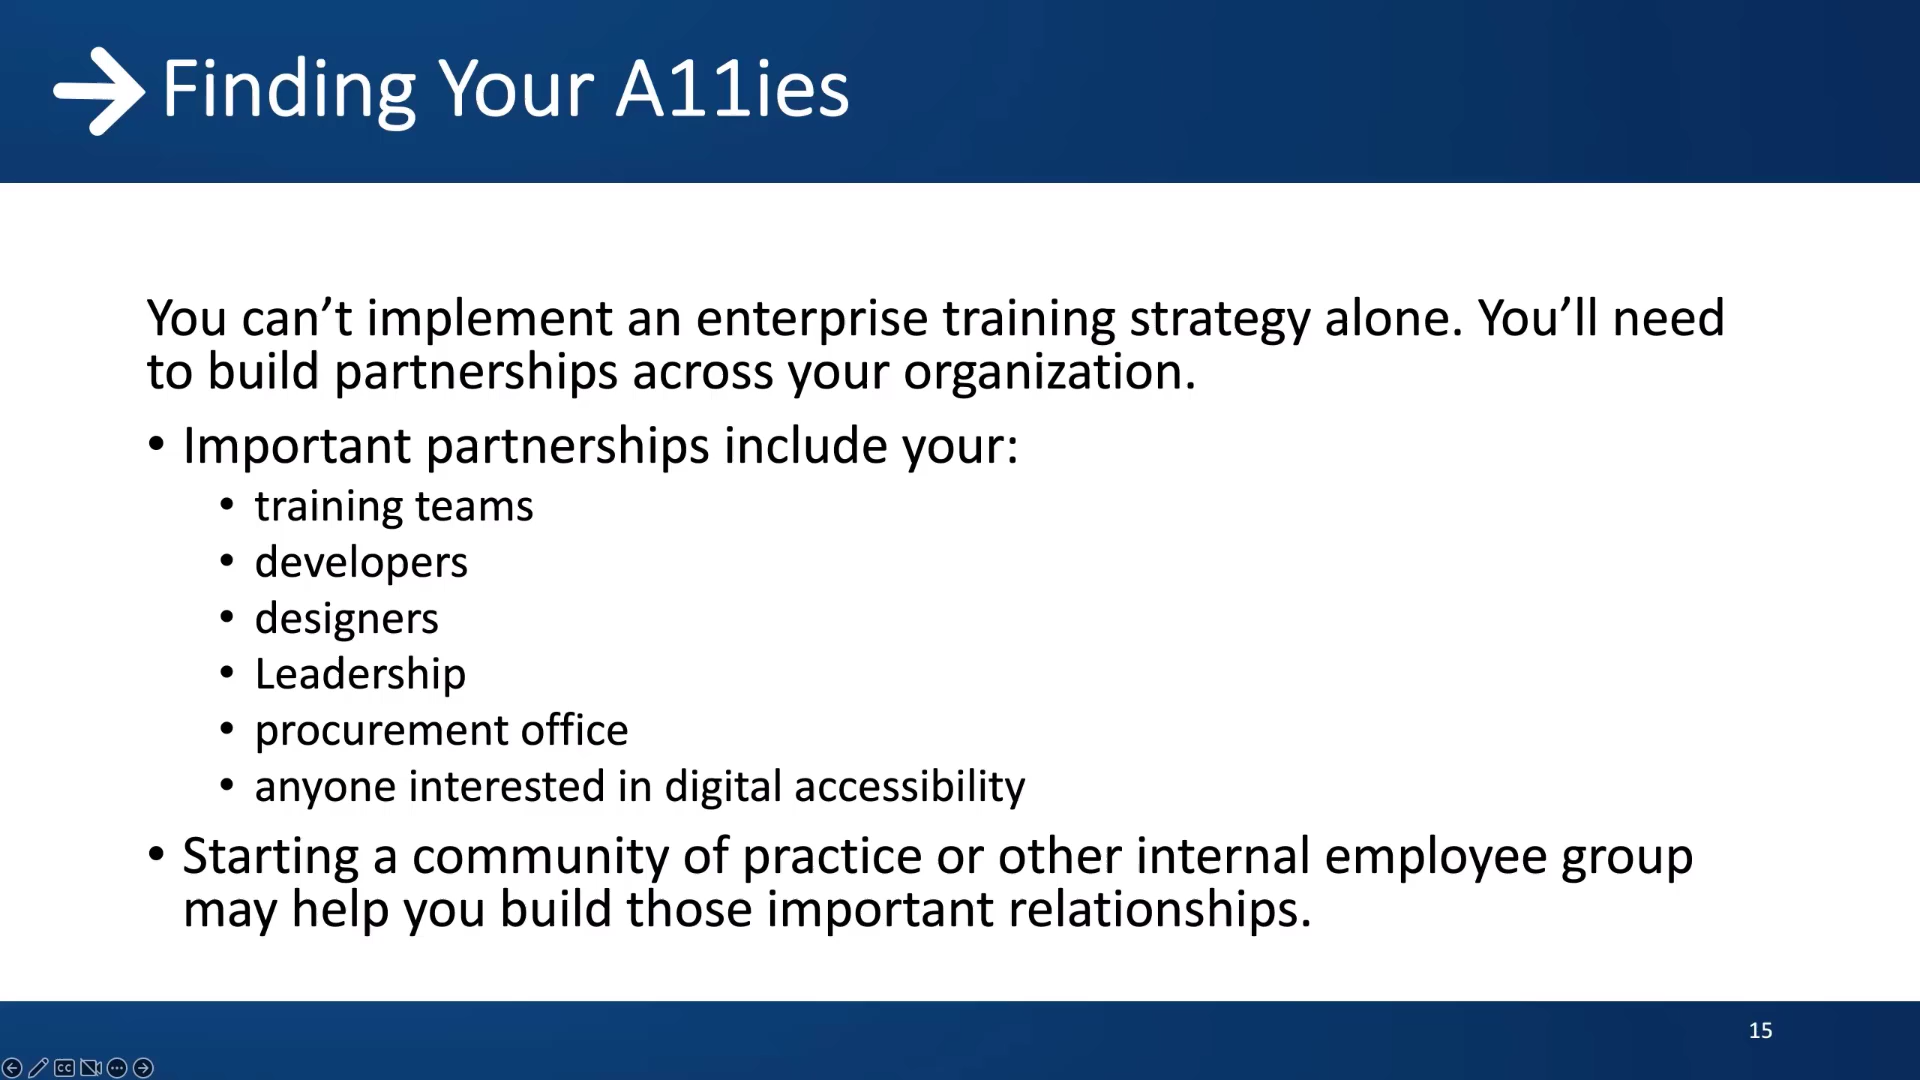 Finding Your A11ies
You can’t implement an enterprise training strategy alone. You’ll need
to build partnerships across your organization.
• Important partnerships include your:
• training teams
• developers
• designers
• Leadership
• procurement office
• anyone interested in digital accessibility
• Starting a community of practice or other internal employee group
may help you build those important relationships.
15
CC